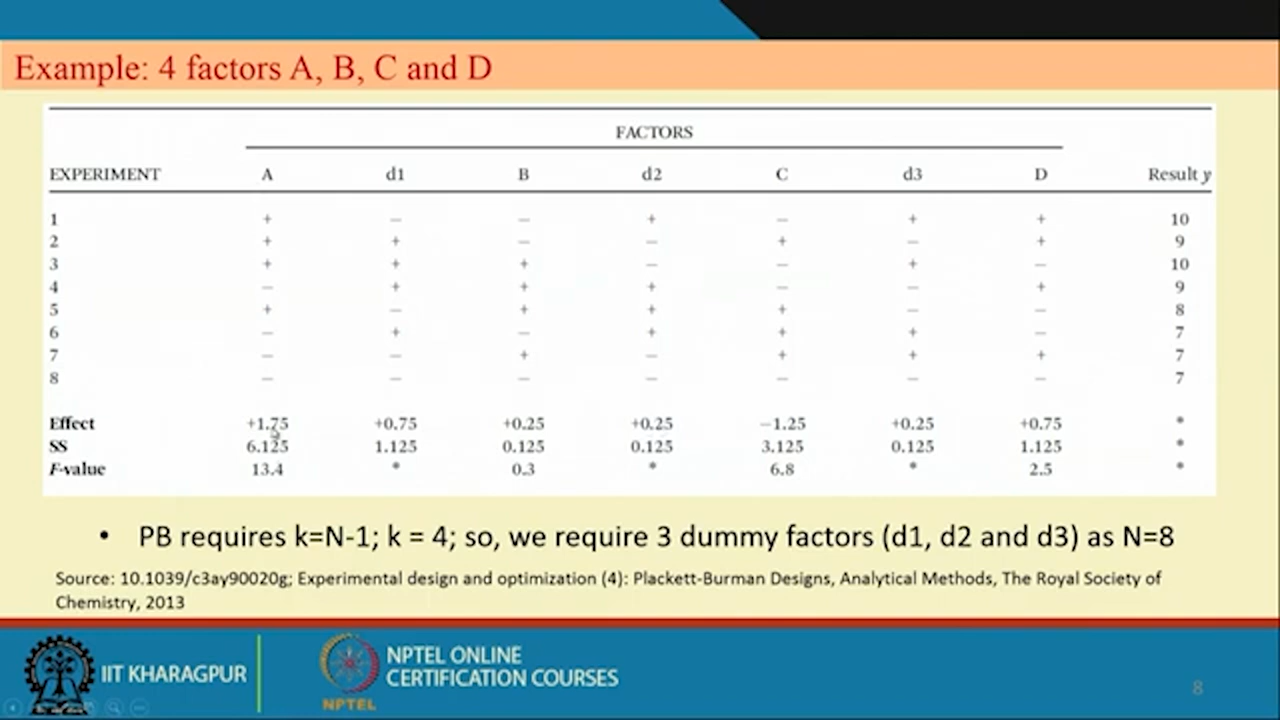 Example: 4 factors A, B, C and D
FACTORS
EXPERIMENT A d1 B d2 C d3 D Result y
1 + − − + − + + 10
2 + + − − + − + 9
3 + + + − − + − 10
4 − + + + − − + 9
5 + − + + + − − 8
6 − + − + + + − 7
7 − − + − + + + 7
8 − − − − − − − 7
Effect +1.75 +0.75 +0.25 +0.25 −1.25 +0.25 +0.75 *
SS 6.125 1.125 0.125 0.125 3.125 0.125 1.125 *
F-value 13.4 * 0.3 * 6.8 * 2.5 *
• PB requires k=N-1; k = 4; so, we require 3 dummy factors (d1, d2 and d3) as N=8
Source: 10.1039/c3ay90020g; Experimental design and optimization (4): Plackett-Burman Designs, Analytical Methods, The Royal Society of
Chemistry, 2013
IIT KHARAGPUR
NPTEL
NPTEL ONLINE
CERTIFICATION COURSES
8